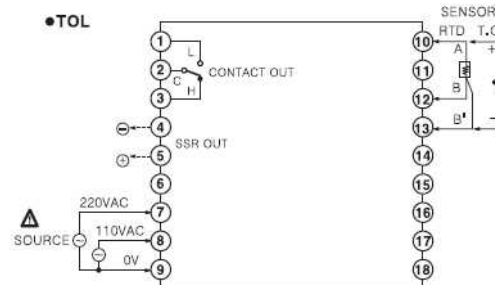 ●TOL
SENSOR
RTD T.C
1 L 10 A +
2 C CONTACT OUT 11
3 H 12 B
⊖ 4 13 B' −
SSR OUT
⊕ 5 14
6 15
220VAC 7 16
SOURCE 110VAC 8 17
0V 9 18